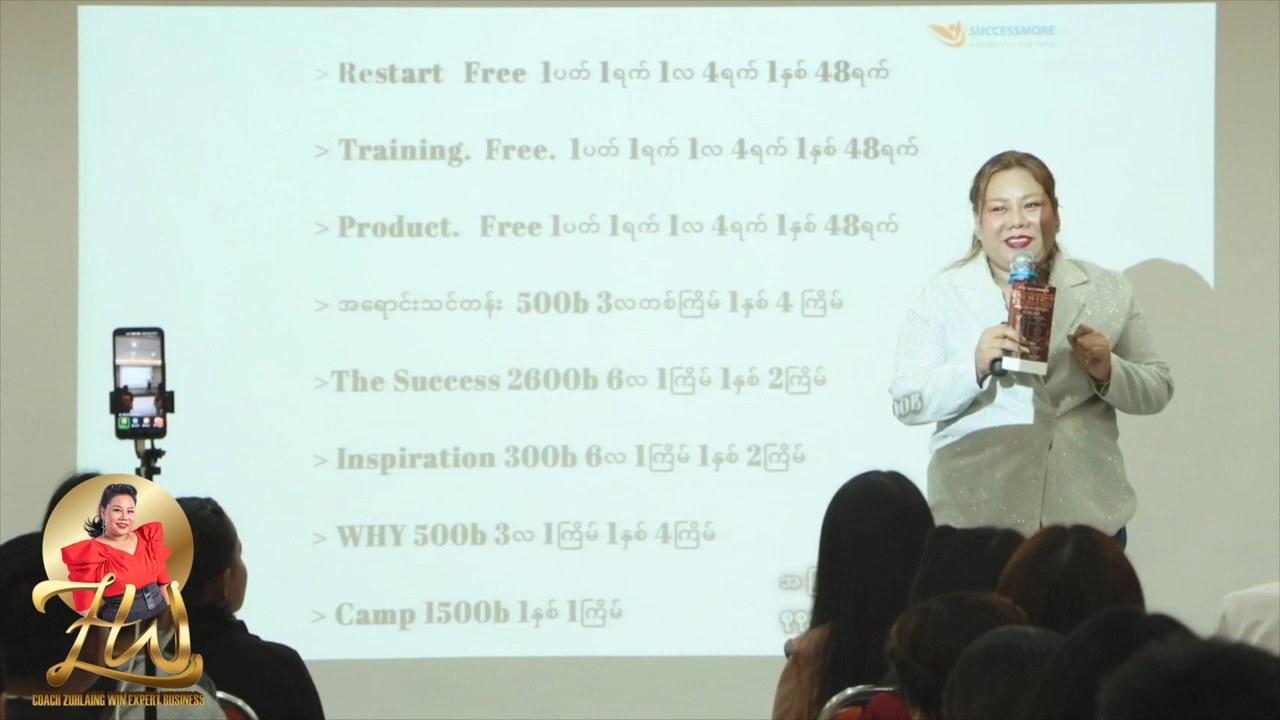 SUCCESSMORE
> Restart Free 1ပတ် 1ရက် 1လ 4ရက် 1နှစ် 48ရက်
> Training. Free. 1ပတ် 1ရက် 1လ 4ရက် 1နှစ် 48ရက်
> Product. Free 1ပတ် 1ရက် 1လ 4ရက် 1နှစ် 48ရက်
> အရောင်းသင်တန်း 500b 3လတစ်ကြိမ် 1နှစ် 4 ကြိမ်
>The Success 2600b 6လ 1ကြိမ် 1နှစ် 2ကြိမ်
> Inspiration 300b 6လ 1ကြိမ် 1နှစ် 2ကြိမ်
> WHY 500b 3လ 1ကြိမ် 1နှစ် 4ကြိမ်
> Camp 1500b 1နှစ် 1ကြိမ်
ZW
COACH ZUHLAING WIN EXPERT BUSINESS